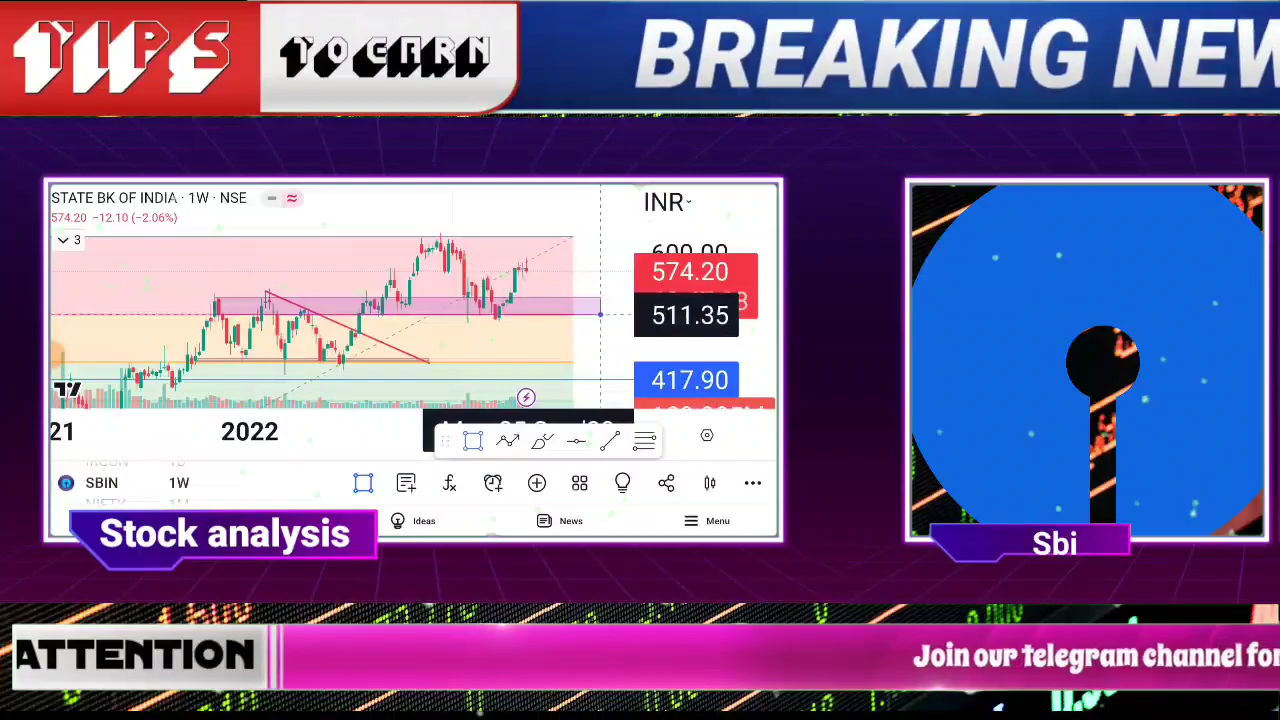 TIPS
TO EARN
BREAKING NEW
STATE BK OF INDIA · 1W · NSE
574.20 −12.10 (−2.06%)
3
INR
600.00
574.20
511.35
417.90
21
2022
SBIN 1W
Ideas
News
Menu
Stock analysis
Sbi
ATTENTION
Join our telegram channel for